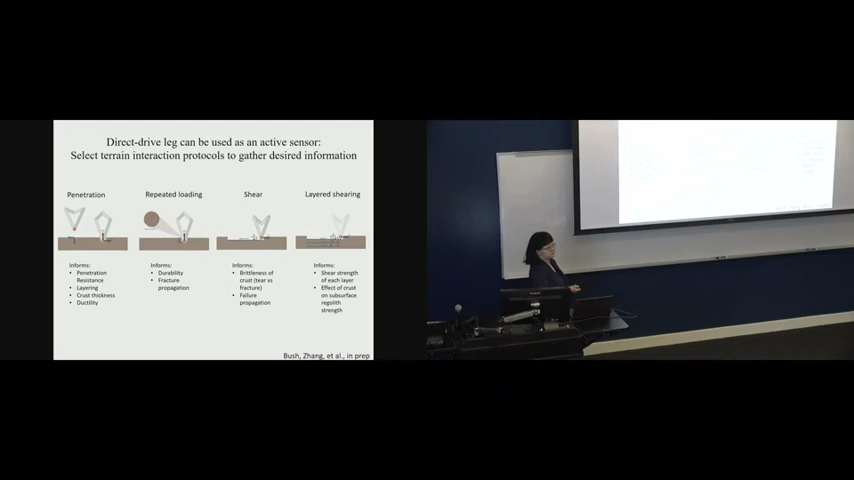 Direct-drive leg can be used as an active sensor:
Select terrain interaction protocols to gather desired information
Penetration
Informs:
• Penetration
Resistance
• Layering
• Crust thickness
• Ductility
Repeated loading
Informs:
• Durability
• Fracture
propagation
Shear
Informs:
• Brittleness of
crust (tear vs
fracture)
• Failure
propagation
Layered shearing
Informs:
• Shear strength
of each layer
• Effect of crust
on subsurface
regolith
strength
Bush, Zhang, et al., in prep